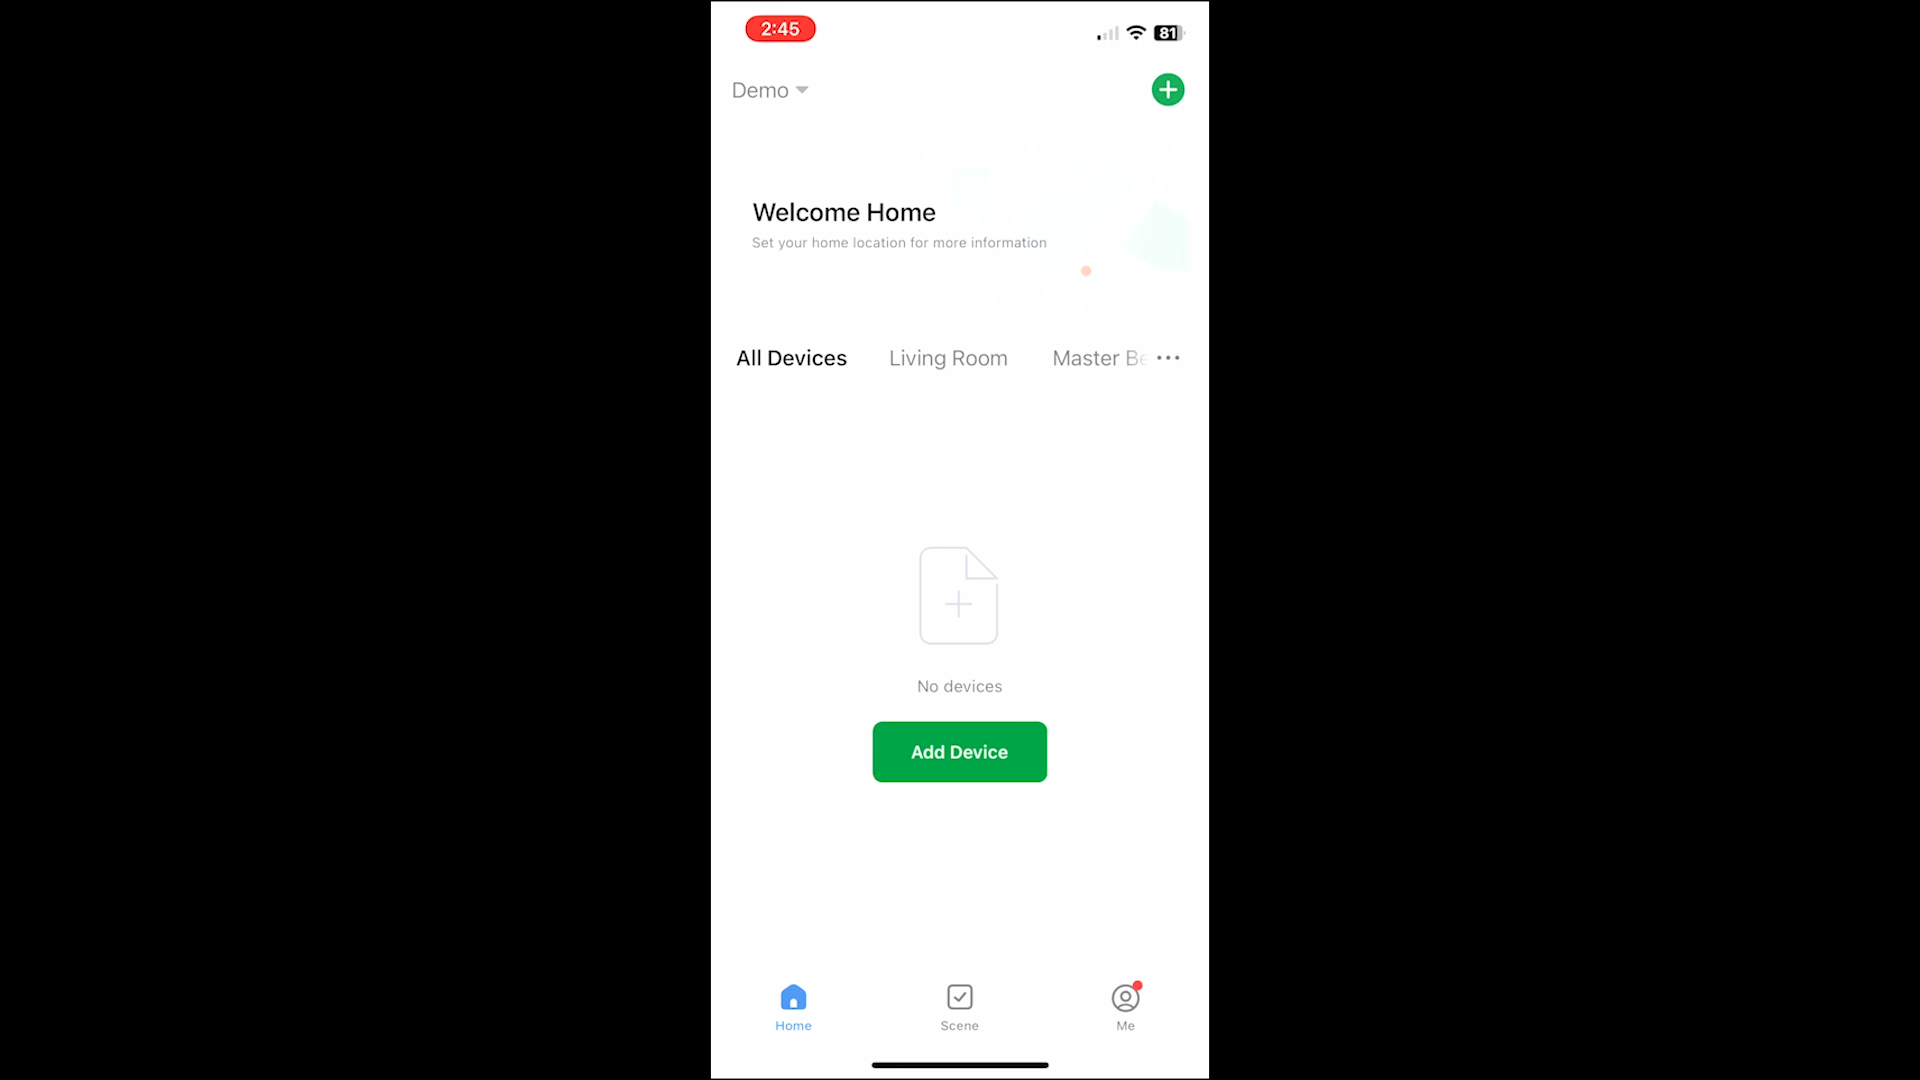 2:45
81
Demo
Welcome Home
Set your home location for more information
All Devices
Living Room
Master Be
No devices
Add Device
Home
Scene
Me